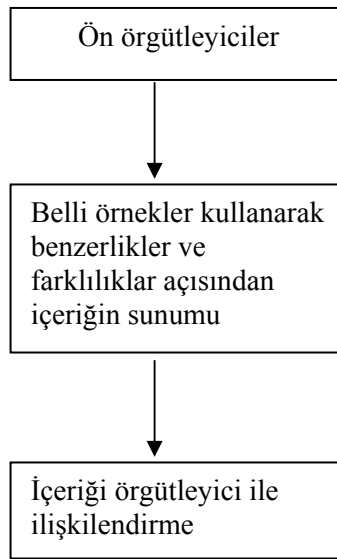 Ön örgütleyiciler
Belli örnekler kullanarak
benzerlikler ve
farklılıklar açısından
içeriğin sunumu
İçeriği örgütleyici ile
ilişkilendirme